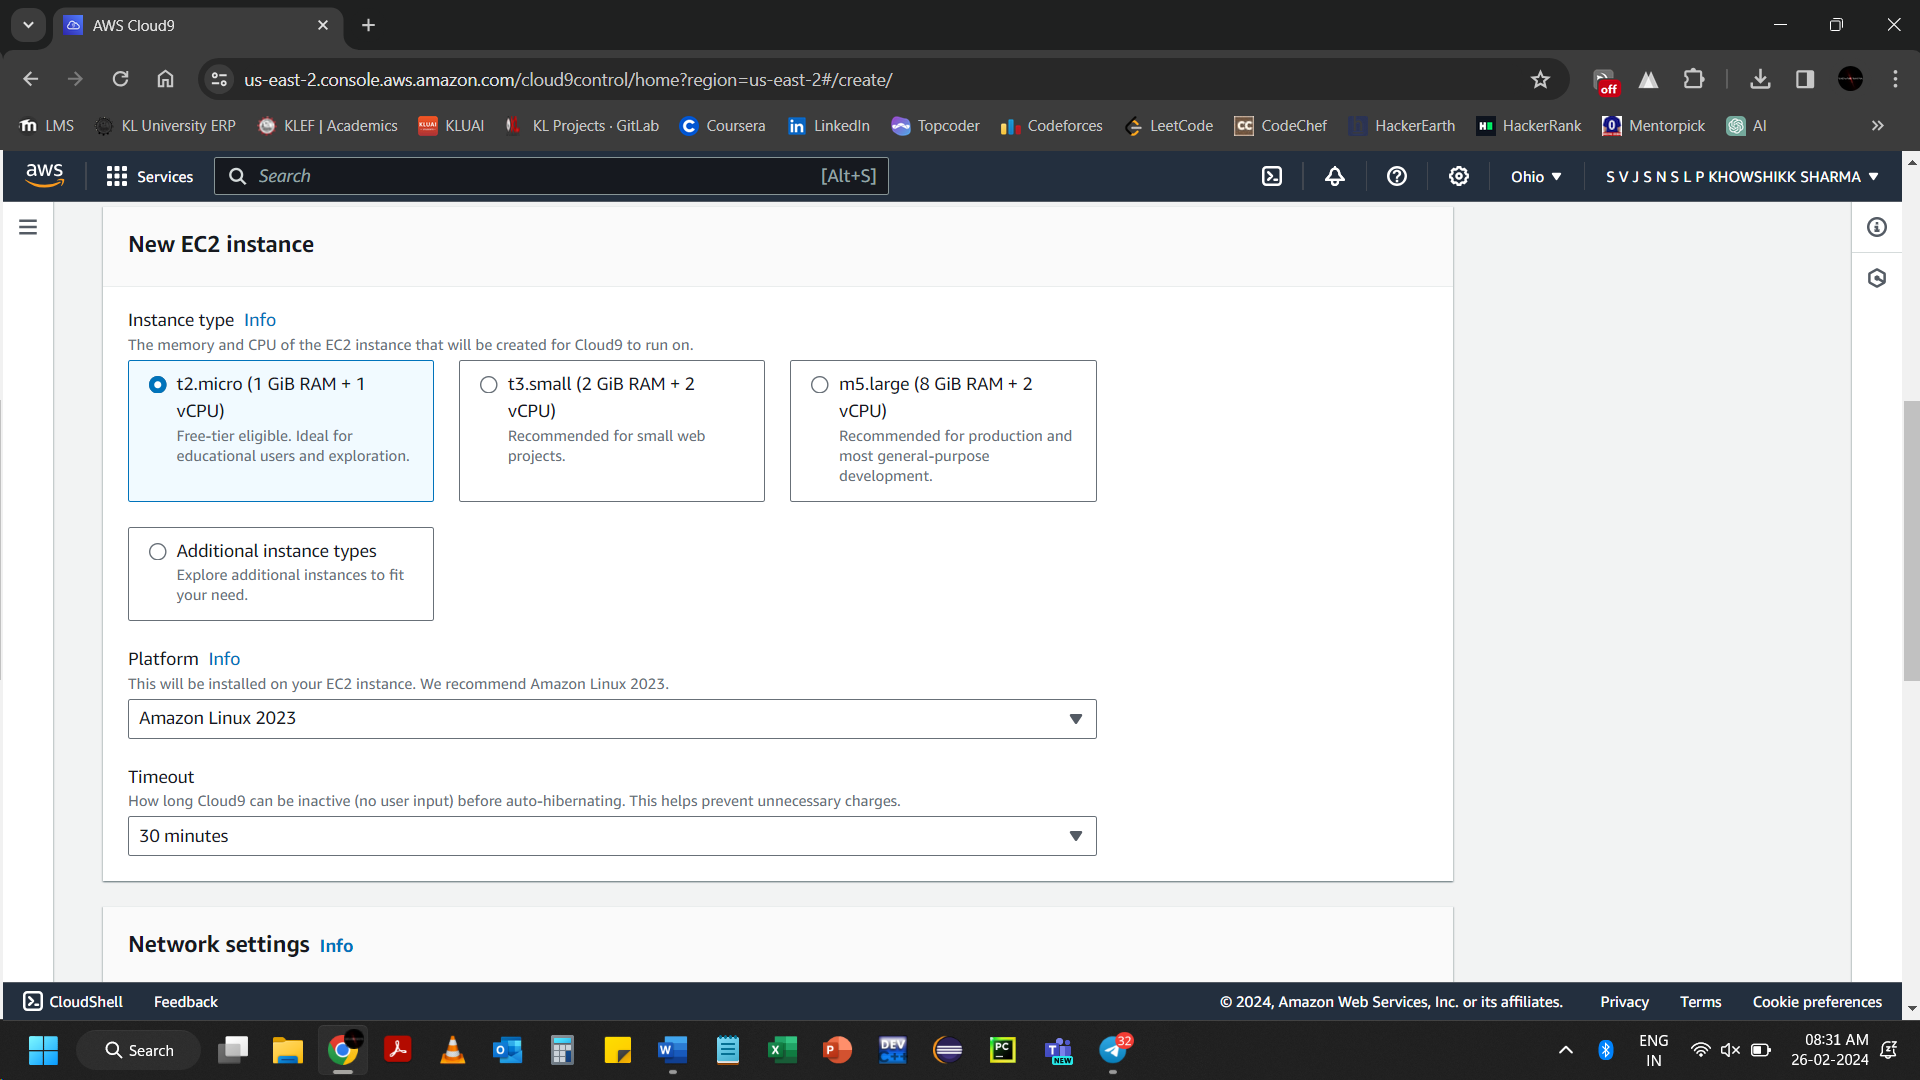 AWS Cloud9
us-east-2.console.aws.amazon.com/cloud9control/home?region=us-east-2#/create/
off
LMS KL University ERP KLEF | Academics KLUAI KL Projects · GitLab Coursera LinkedIn Topcoder Codeforces LeetCode CodeChef HackerEarth HackerRank Mentorpick AI
aws Services Search [Alt+S] Ohio S V J S N S L P KHOWSHIKK SHARMA
New EC2 instance
Instance type Info
The memory and CPU of the EC2 instance that will be created for Cloud9 to run on.
t2.micro (1 GiB RAM + 1
vCPU)
Free-tier eligible. Ideal for
educational users and exploration.
t3.small (2 GiB RAM + 2
vCPU)
Recommended for small web
projects.
m5.large (8 GiB RAM + 2
vCPU)
Recommended for production and
most general-purpose
development.
Additional instance types
Explore additional instances to fit
your need.
Platform Info
This will be installed on your EC2 instance. We recommend Amazon Linux 2023.
Amazon Linux 2023
Timeout
How long Cloud9 can be inactive (no user input) before auto-hibernating. This helps prevent unnecessary charges.
30 minutes
Network settings Info
CloudShell Feedback © 2024, Amazon Web Services, Inc. or its affiliates. Privacy Terms Cookie preferences
Search
DEV
PC
NEW
32
ENG
IN
08:31 AM
26-02-2024